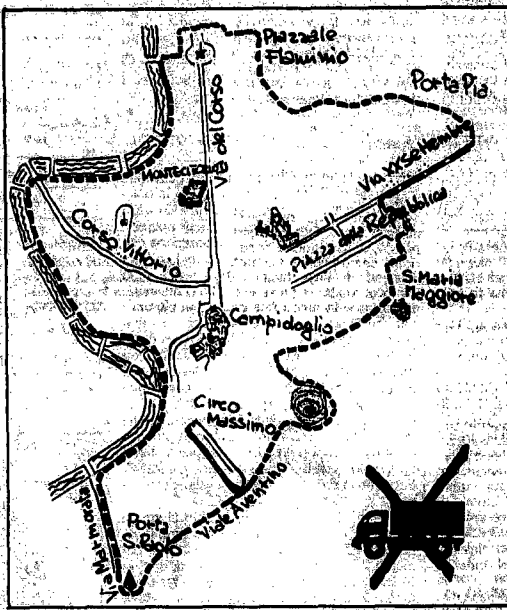 Piazzale
Flaminio
Porta Pia
Via del Corso
Via XX Settembre
MONTECITORIO
Piazza della Repubblica
Corso Vittorio
S. Maria
Maggiore
Campidoglio
Circo
Massimo
Viale Aventino
Via Marmorata
Porta
S. Paolo